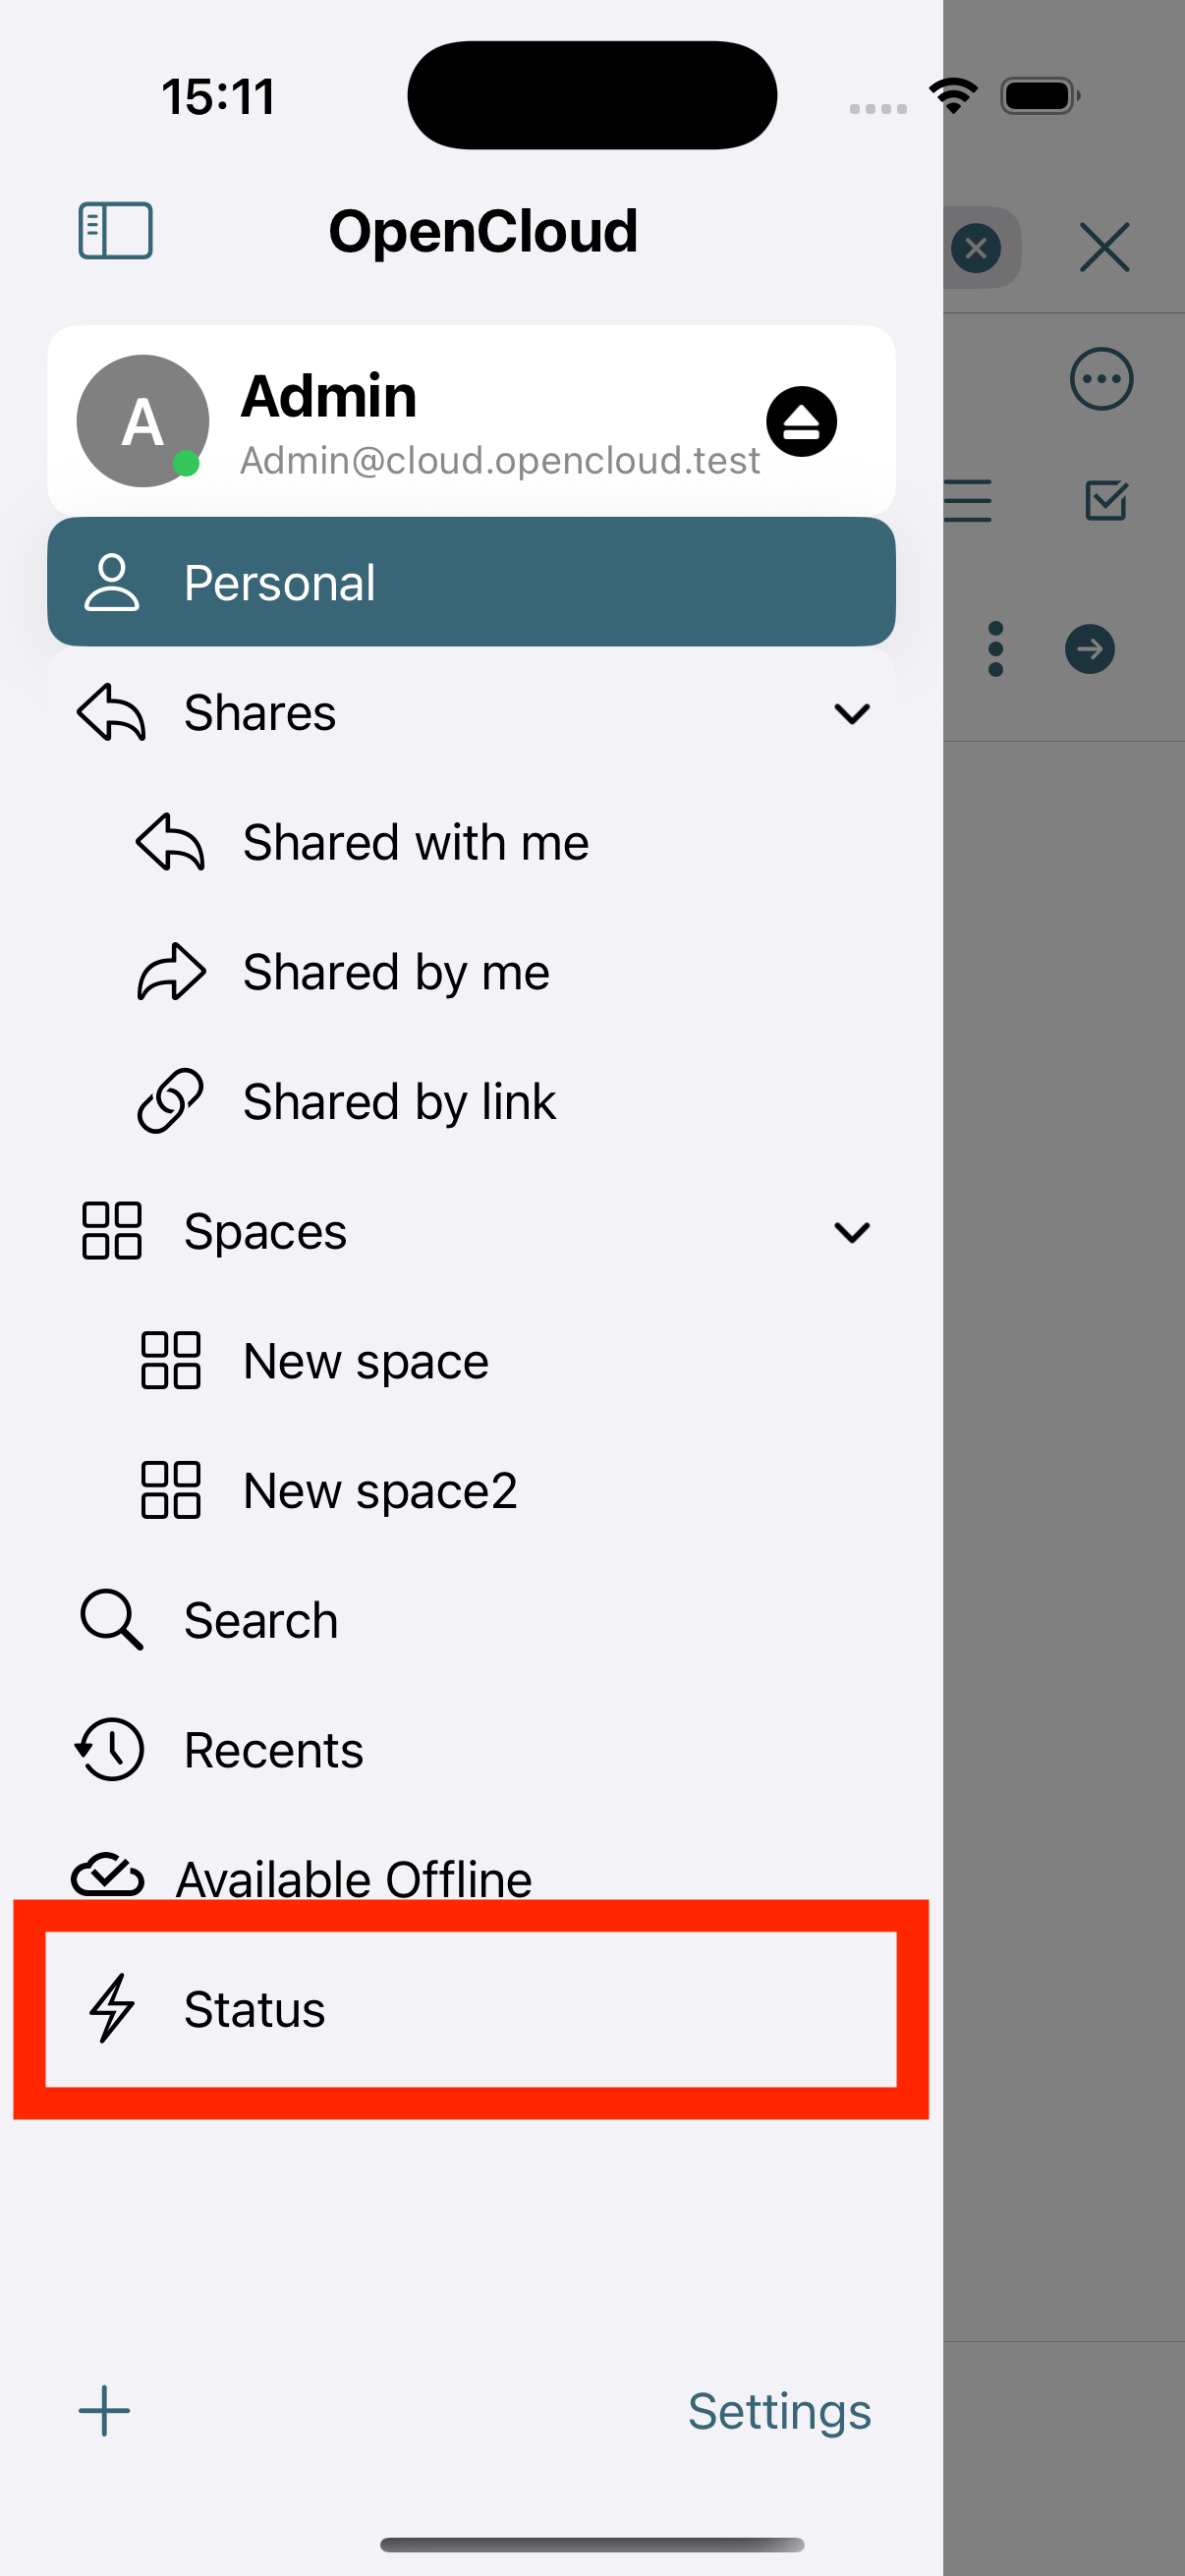 15:11
OpenCloud
A
Admin
Admin@cloud.opencloud.test
Personal
Shares
Shared with me
Shared by me
Shared by link
Spaces
New space
New space2
Search
Recents
Available Offline
Status
Settings